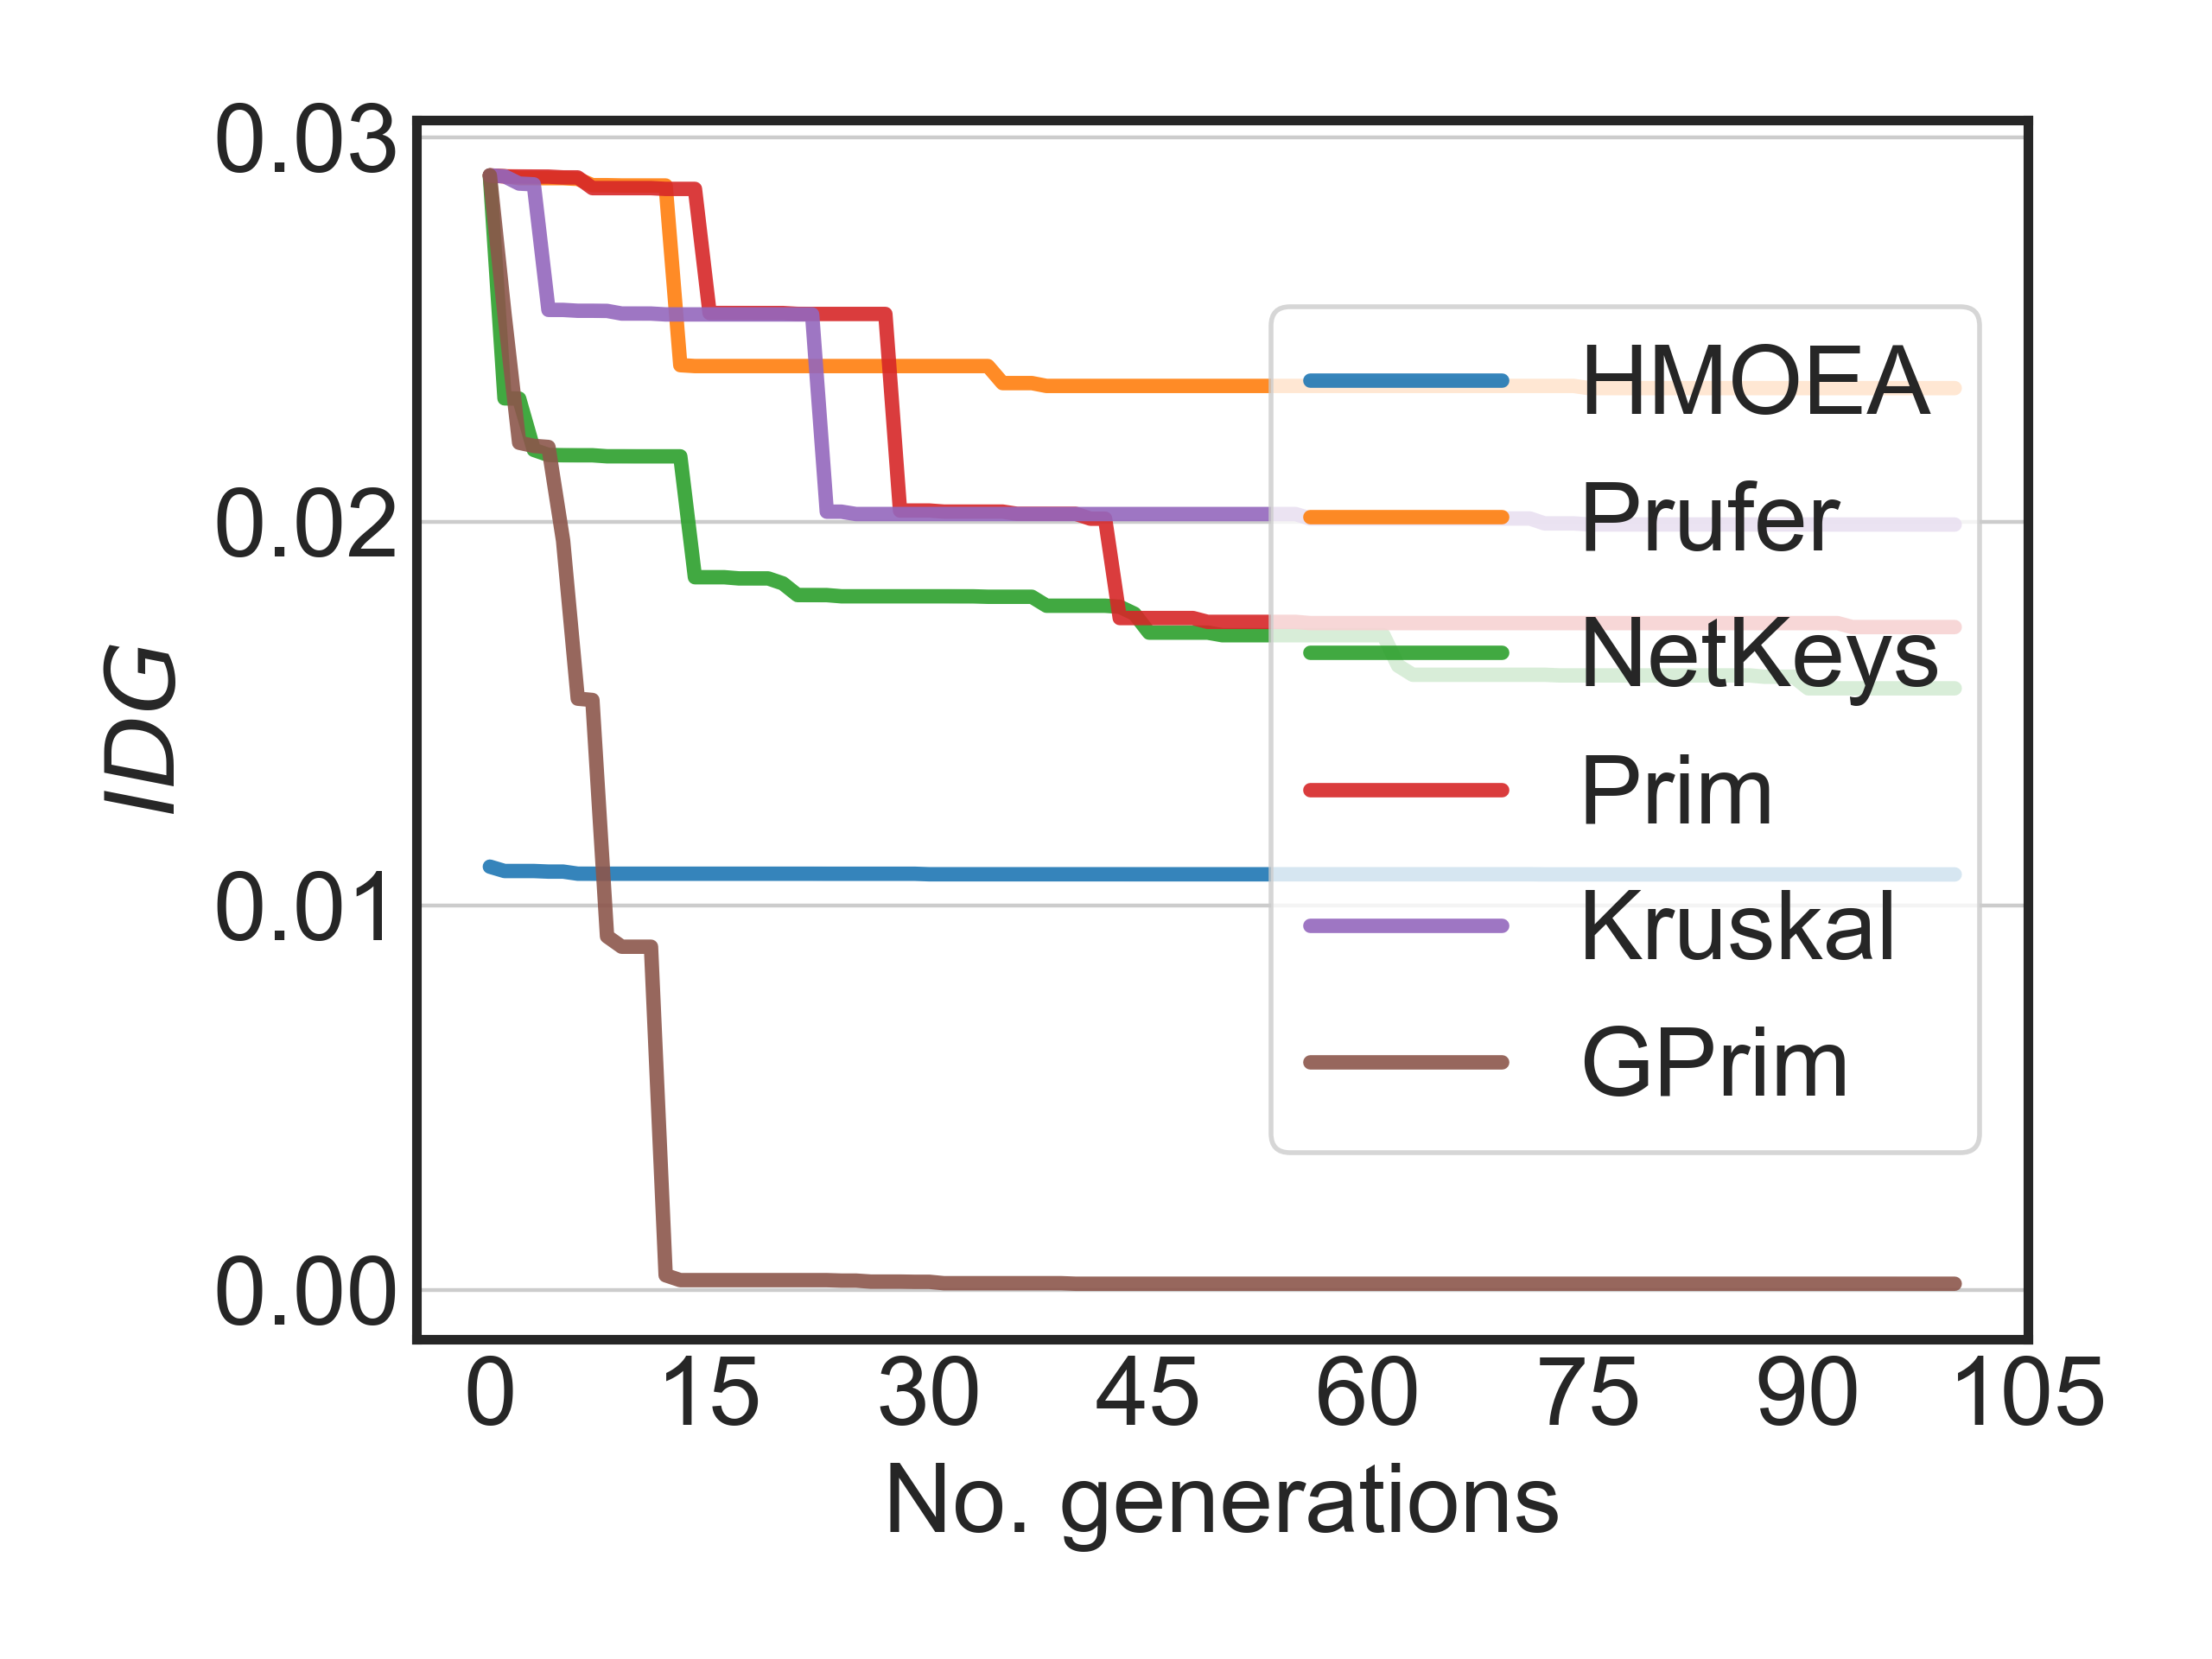 0.03
0.02
0.01
0.00
IDG
HMOEA
Prufer
NetKeys
Prim
Kruskal
GPrim
0 15 30 45 60 75 90 105
No. generations